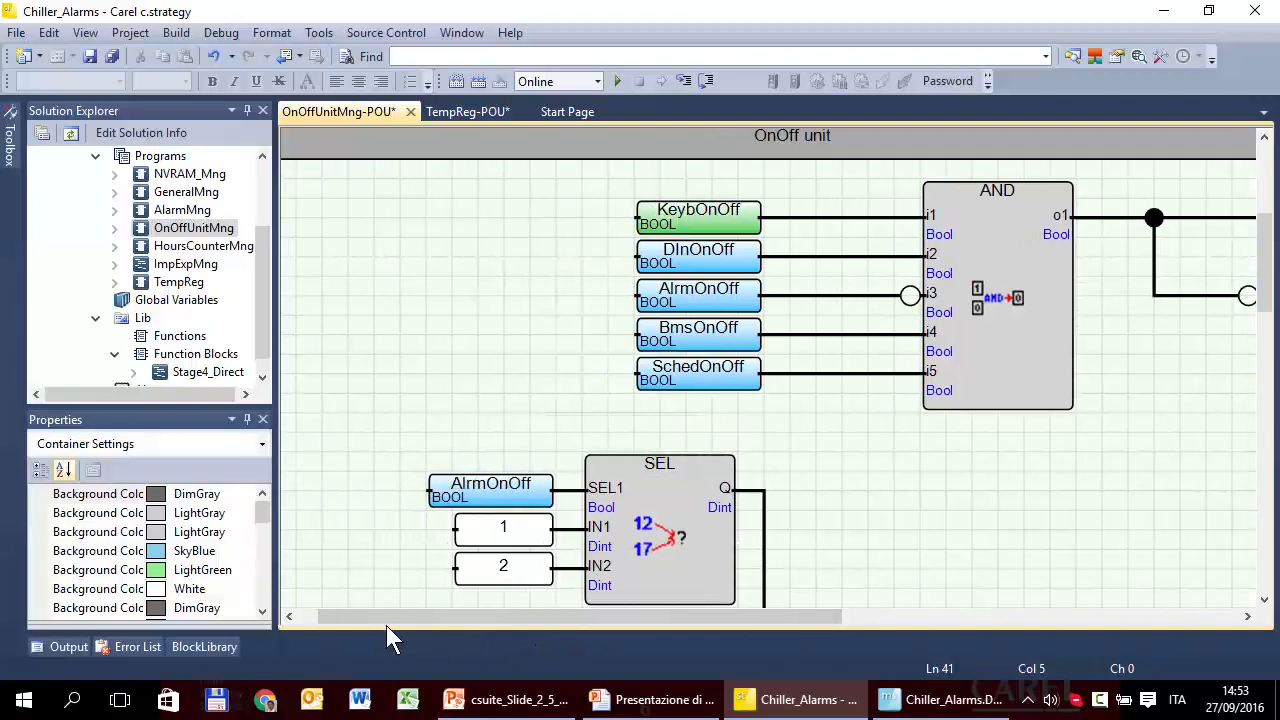 Chiller_Alarms - Carel c.strategy
File Edit View Project Build Debug Format Tools Source Control Window Help
Find
B I U Online Password
Solution Explorer OnOffUnitMng-POU* TempReg-POU* Start Page
Toolbox
Edit Solution Info
Programs
NVRAM_Mng
GeneralMng
AlarmMng
OnOffUnitMng
HoursCounterMng
ImpExpMng
TempReg
Global Variables
Lib
Functions
Function Blocks
Stage4_Direct
Properties
Container Settings
Background Colc DimGray
Background Colc LightGray
Background Colc LightGray
Background Colc SkyBlue
Background Colc LightGreen
Background Colc White
Background Colc DimGray
OnOff unit
KeybOnOff
BOOL
DInOnOff
BOOL
AlrmOnOff
BOOL
BmsOnOff
BOOL
SchedOnOff
BOOL
AND
i1 o1
Bool Bool
i2
Bool
i3
Bool
i4
Bool
i5
Bool
1
AND
0
0
AlrmOnOff
BOOL
1
2
SEL
SEL1 Q
Bool Dint
IN1
Dint
IN2
Dint
12
17
?
Output Error List BlockLibrary
Ln 41 Col 5 Ch 0
csuite_Slide_2_5_... Presentazione di ... Chiller_Alarms - ... Chiller_Alarms.D... ITA
14:53
27/09/2016
CAREL